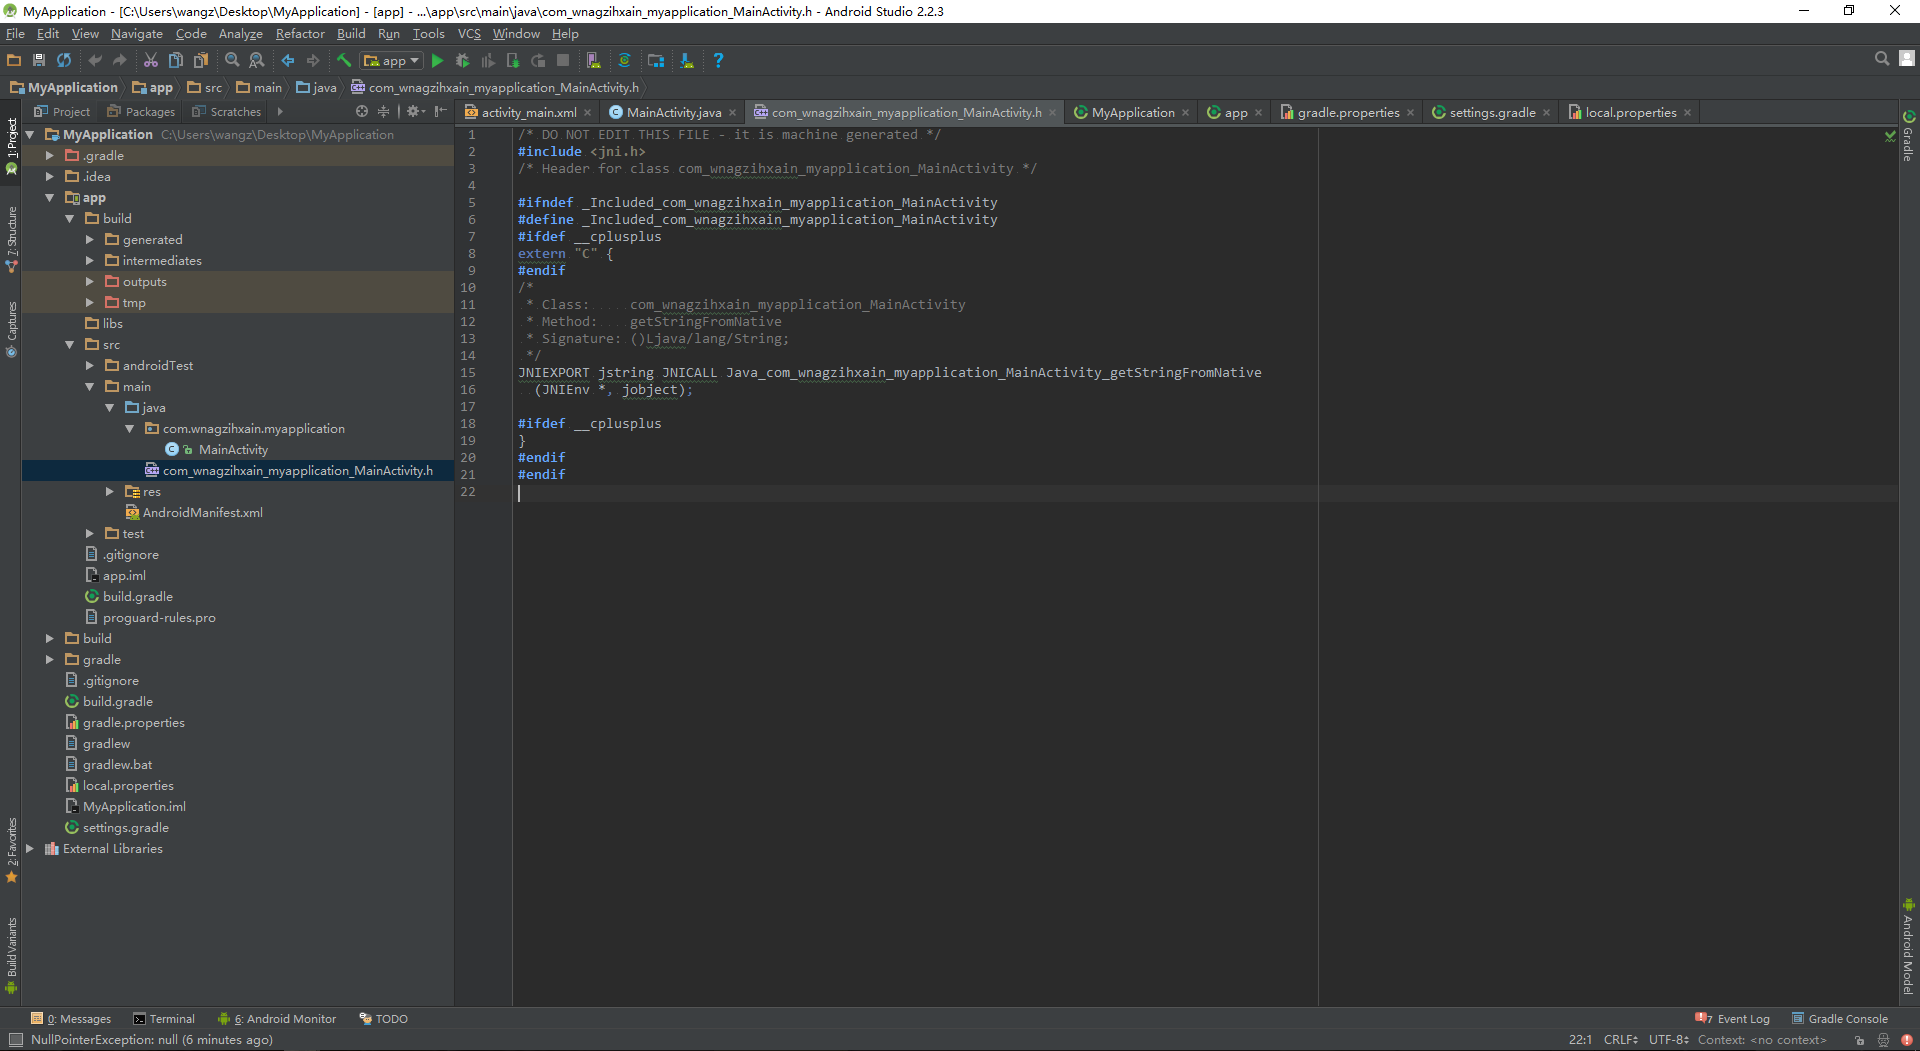 MyApplication - [C:\Users\wangz\Desktop\MyApplication] - [app] - ...\app\src\main\java\com_wnagzihxain_myapplication_MainActivity.h - Android Studio 2.2.3
File Edit View Navigate Code Analyze Refactor Build Run Tools VCS Window Help
app
MyApplication app src main java com_wnagzihxain_myapplication_MainActivity.h
Project Packages Scratches
activity_main.xml MainActivity.java com_wnagzihxain_myapplication_MainActivity.h MyApplication app gradle.properties settings.gradle local.properties
1: Project
7: Structure
Captures
2: Favorites
Build Variants
MyApplication C:\Users\wangz\Desktop\MyApplication
.gradle
.idea
app
build
generated
intermediates
outputs
tmp
libs
src
androidTest
main
java
com.wnagzihxain.myapplication
MainActivity
com_wnagzihxain_myapplication_MainActivity.h
res
AndroidManifest.xml
test
.gitignore
app.iml
build.gradle
proguard-rules.pro
build
gradle
.gitignore
build.gradle
gradle.properties
gradlew
gradlew.bat
local.properties
MyApplication.iml
settings.gradle
External Libraries
1 /* DO NOT EDIT THIS FILE - it is machine generated */
2 #include <jni.h>
3 /* Header for class com_wnagzihxain_myapplication_MainActivity */
4
5 #ifndef _Included_com_wnagzihxain_myapplication_MainActivity
6 #define _Included_com_wnagzihxain_myapplication_MainActivity
7 #ifdef __cplusplus
8 extern "C" {
9 #endif
10 /*
11 * Class:     com_wnagzihxain_myapplication_MainActivity
12 * Method:    getStringFromNative
13 * Signature: ()Ljava/lang/String;
14 */
15 JNIEXPORT jstring JNICALL Java_com_wnagzihxain_myapplication_MainActivity_getStringFromNative
16 (JNIEnv *, jobject);
17
18 #ifdef __cplusplus
19 }
20 #endif
21 #endif
22
Gradle
Android Model
0: Messages Terminal 6: Android Monitor TODO 7 Event Log Gradle Console
NullPointerException: null (6 minutes ago) 22:1 CRLF UTF-8 Context: <no context>